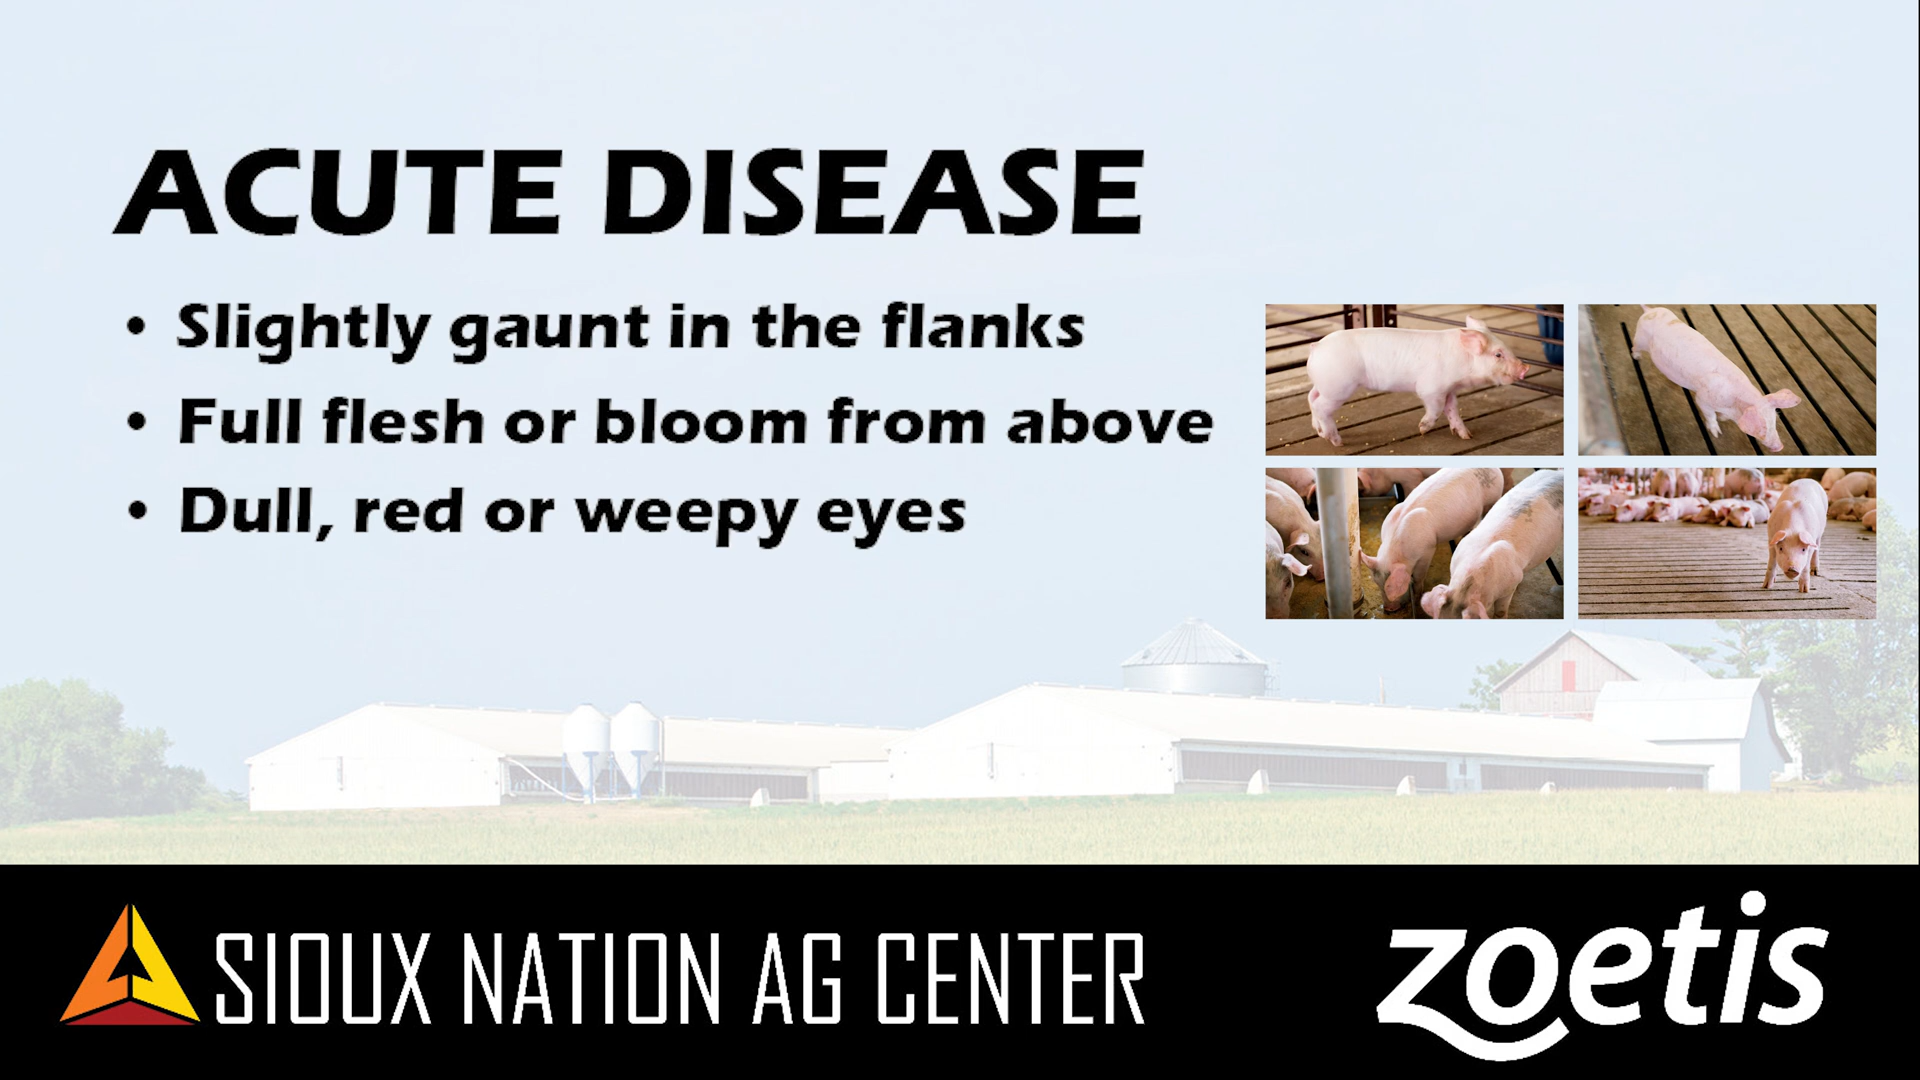 ACUTE DISEASE
• Slightly gaunt in the flanks
• Full flesh or bloom from above
• Dull, red or weepy eyes
SIOUX NATION AG CENTER
zoetis